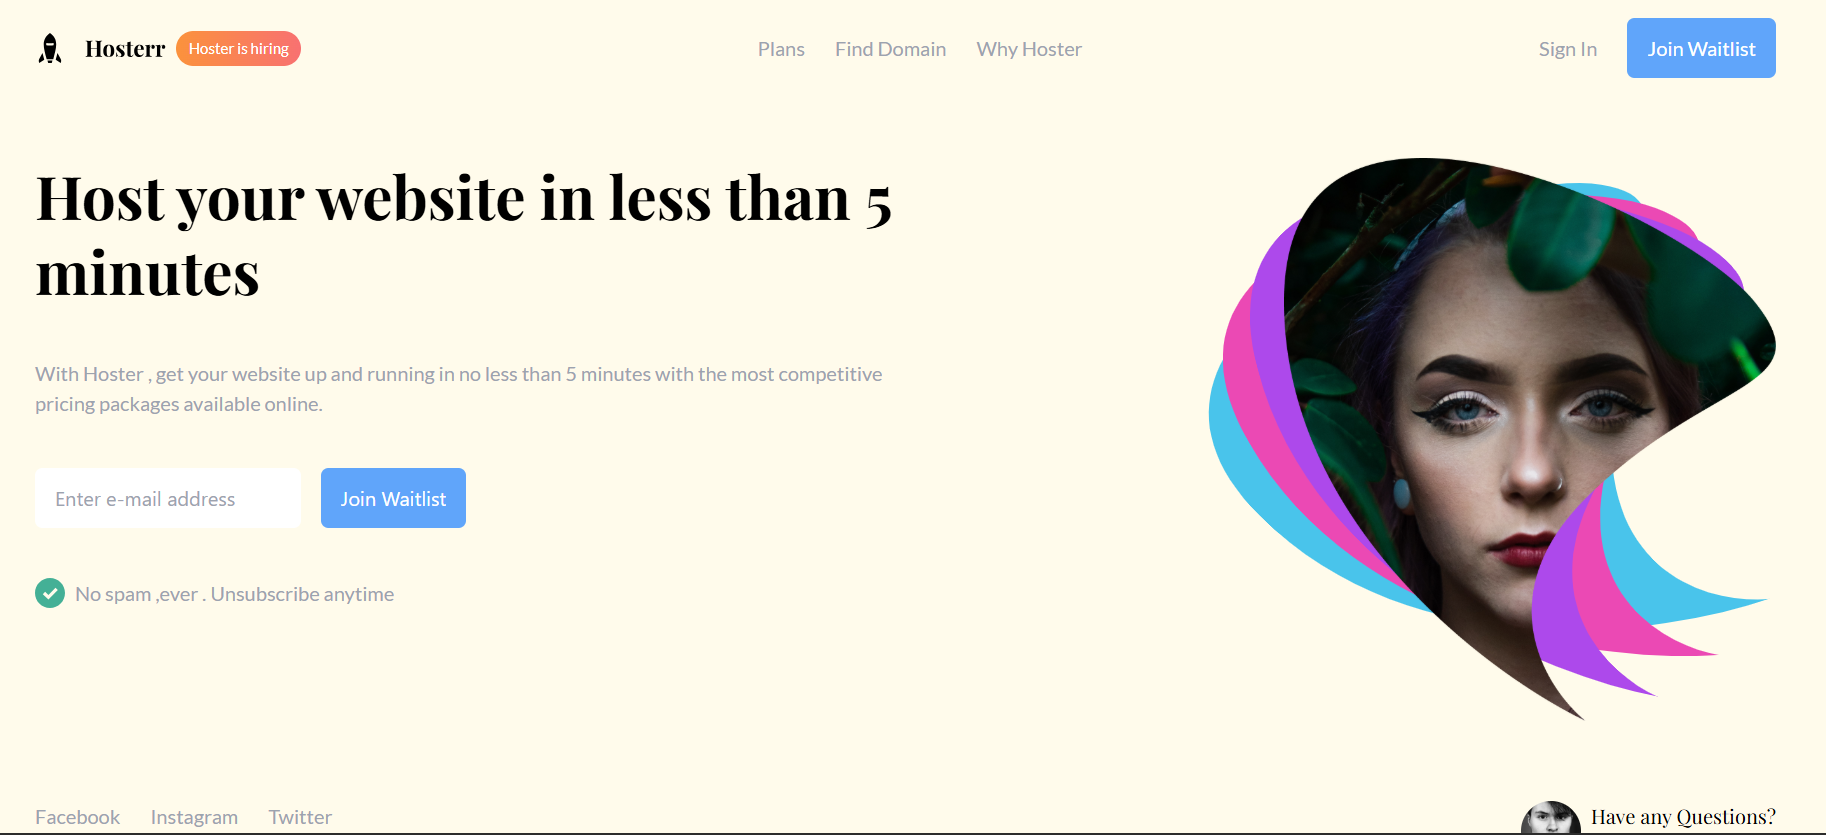 Hosterr Hoster is hiring Plans Find Domain Why Hoster Sign In Join Waitlist
Host your website in less than 5
minutes
With Hoster , get your website up and running in no less than 5 minutes with the most competitive
pricing packages available online.
Enter e-mail address Join Waitlist
No spam ,ever . Unsubscribe anytime
Facebook Instagram Twitter Have any Questions?